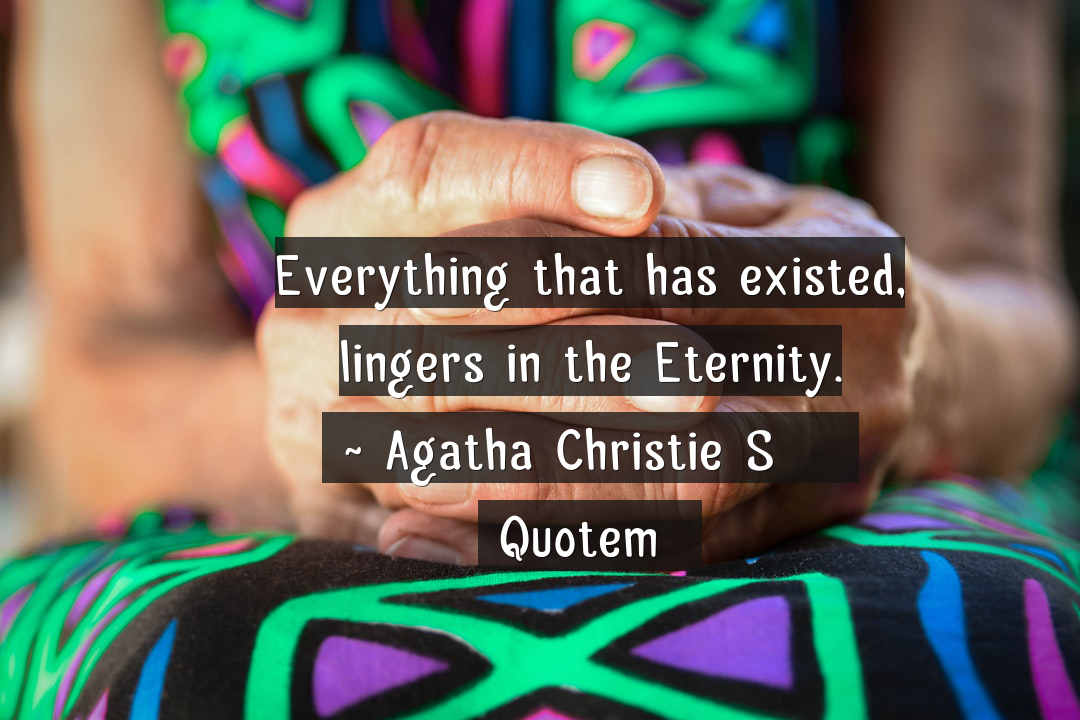 Everything that has existed,
lingers in the Eternity.
~ Agatha Christie S
Quotem